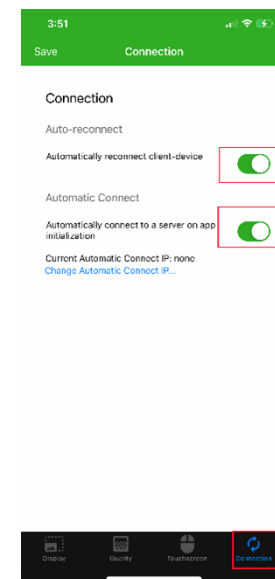 3:51
Save Connection
Connection
Auto-reconnect
Automatically reconnect client-device
Automatic Connect
Automatically connect to a server on app
initialization
Current Automatic Connect IP: none
Change Automatic Connect IP...
Display Quality Touchscreen Connection